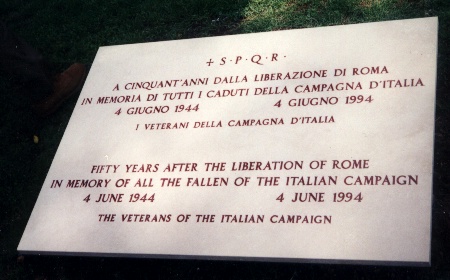 + S·P·Q·R·
A CINQUANT'ANNI DALLA LIBERAZIONE DI ROMA
IN MEMORIA DI TUTTI I CADUTI DELLA CAMPAGNA D'ITALIA
4 GIUGNO 1944 4 GIUGNO 1994
I VETERANI DELLA CAMPAGNA D'ITALIA
FIFTY YEARS AFTER THE LIBERATION OF ROME
IN MEMORY OF ALL THE FALLEN OF THE ITALIAN CAMPAIGN
4 JUNE 1944 4 JUNE 1994
THE VETERANS OF THE ITALIAN CAMPAIGN